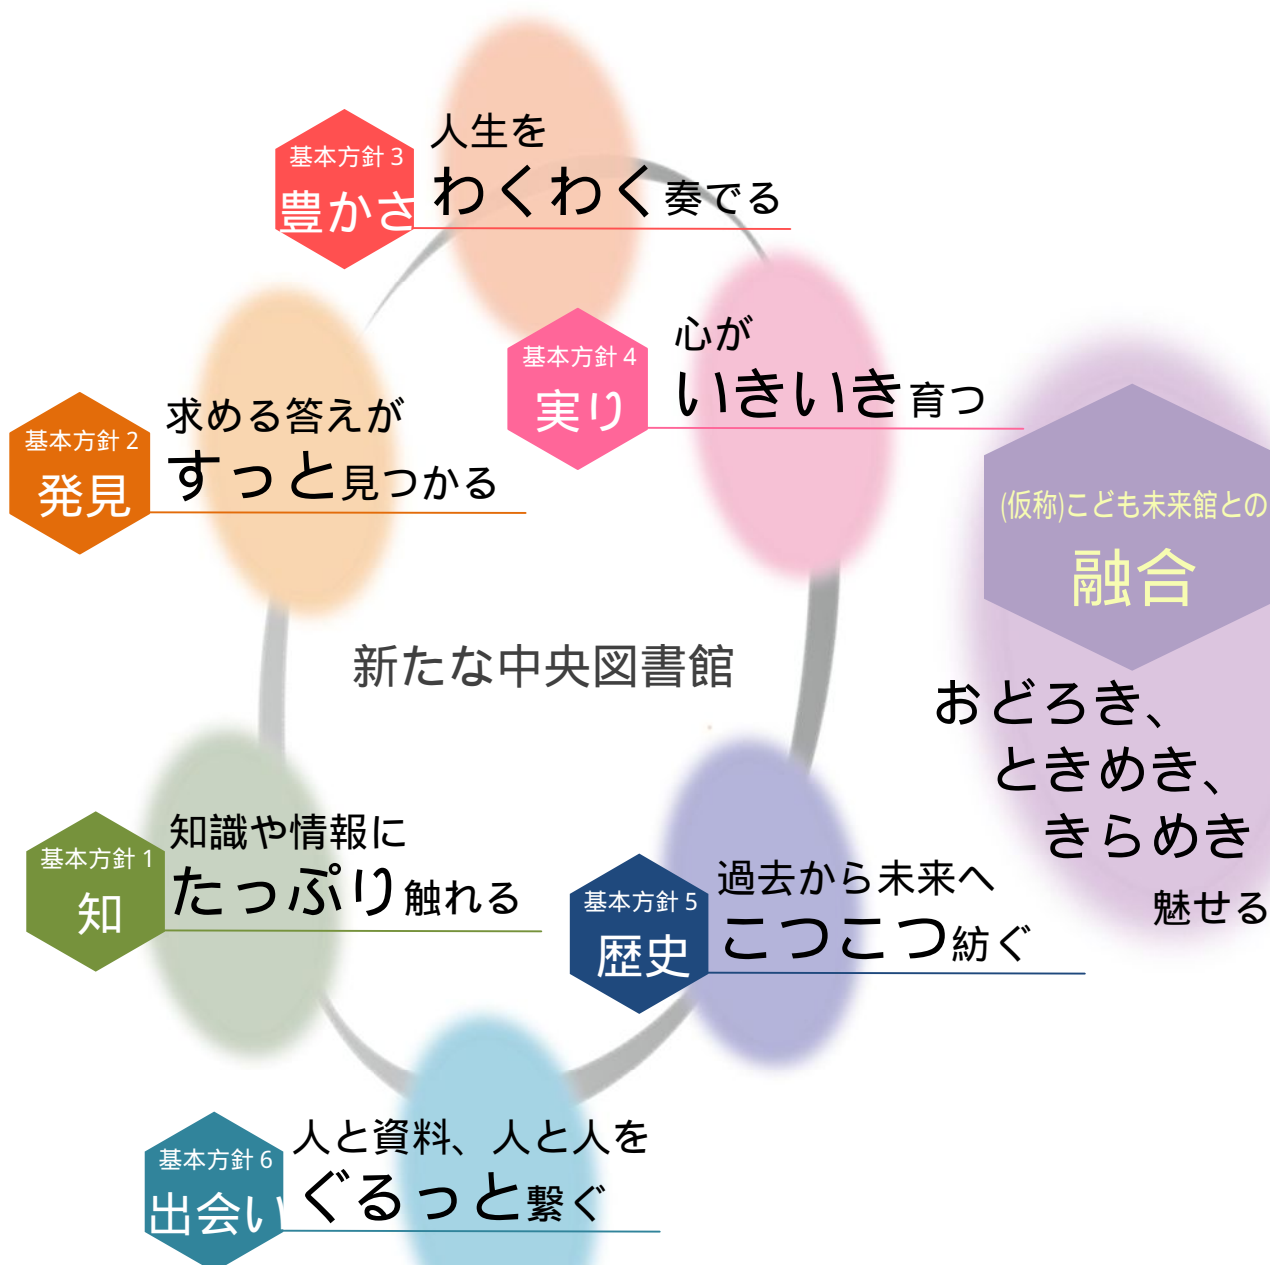 基本方針 3
豊かさ
人生を
わくわく奏でる
基本方針 4
実り
心が
いきいき育つ
基本方針 2
発見
求める答えが
すっと見つかる
(仮称)こども未来館との
融合
おどろき、
ときめき、
きらめき
魅せる
新たな中央図書館
基本方針 1
知
知識や情報に
たっぷり触れる
基本方針 5
歴史
過去から未来へ
こつこつ紡ぐ
基本方針 6
出会い
人と資料、人と人を
ぐるっと繋ぐ